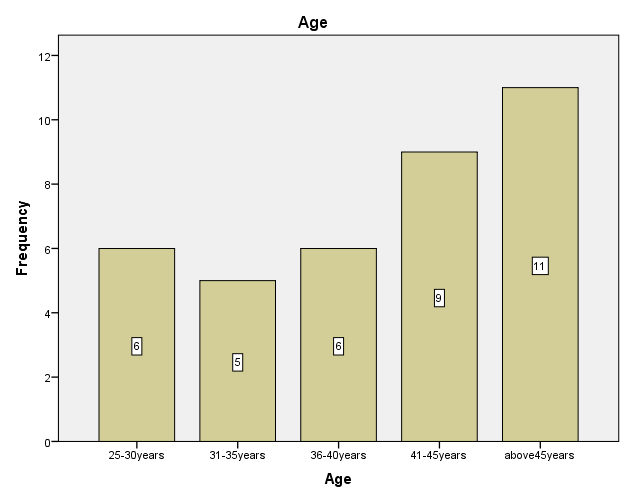 Age
12
10
8
6
4
2
0
Frequency
6
5
6
9
11
25-30years
31-35years
36-40years
41-45years
above45years
Age